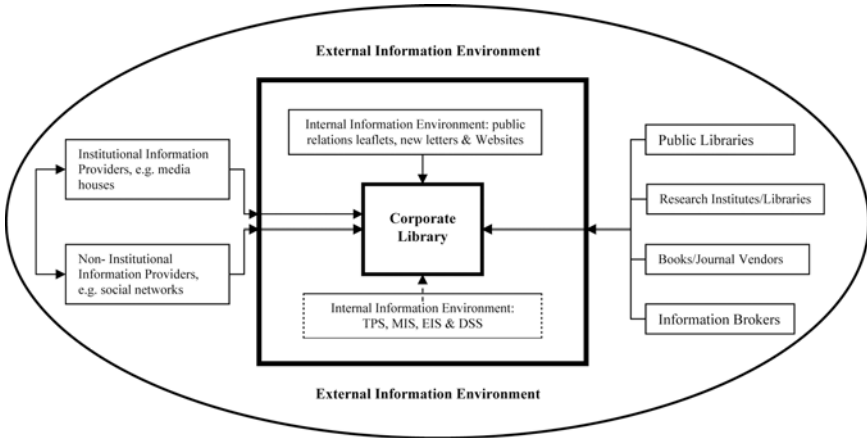 External Information Environment
Internal Information Environment: public
relations leaflets, new letters & Websites
Institutional Information
Providers, e.g. media
houses
Non- Institutional
Information Providers,
e.g. social networks
Corporate
Library
Internal Information Environment:
TPS, MIS, EIS & DSS
Public Libraries
Research Institutes/Libraries
Books/Journal Vendors
Information Brokers
External Information Environment